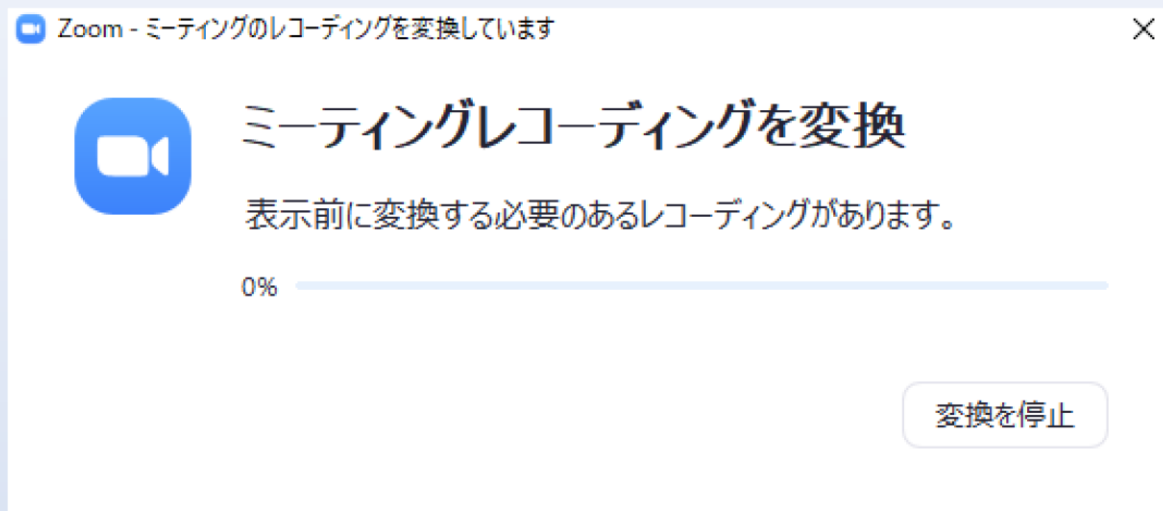 Zoom - ミーティングのレコーディングを変換しています
ミーティングレコーディングを変換
表示前に変換する必要のあるレコーディングがあります。
0%
変換を停止